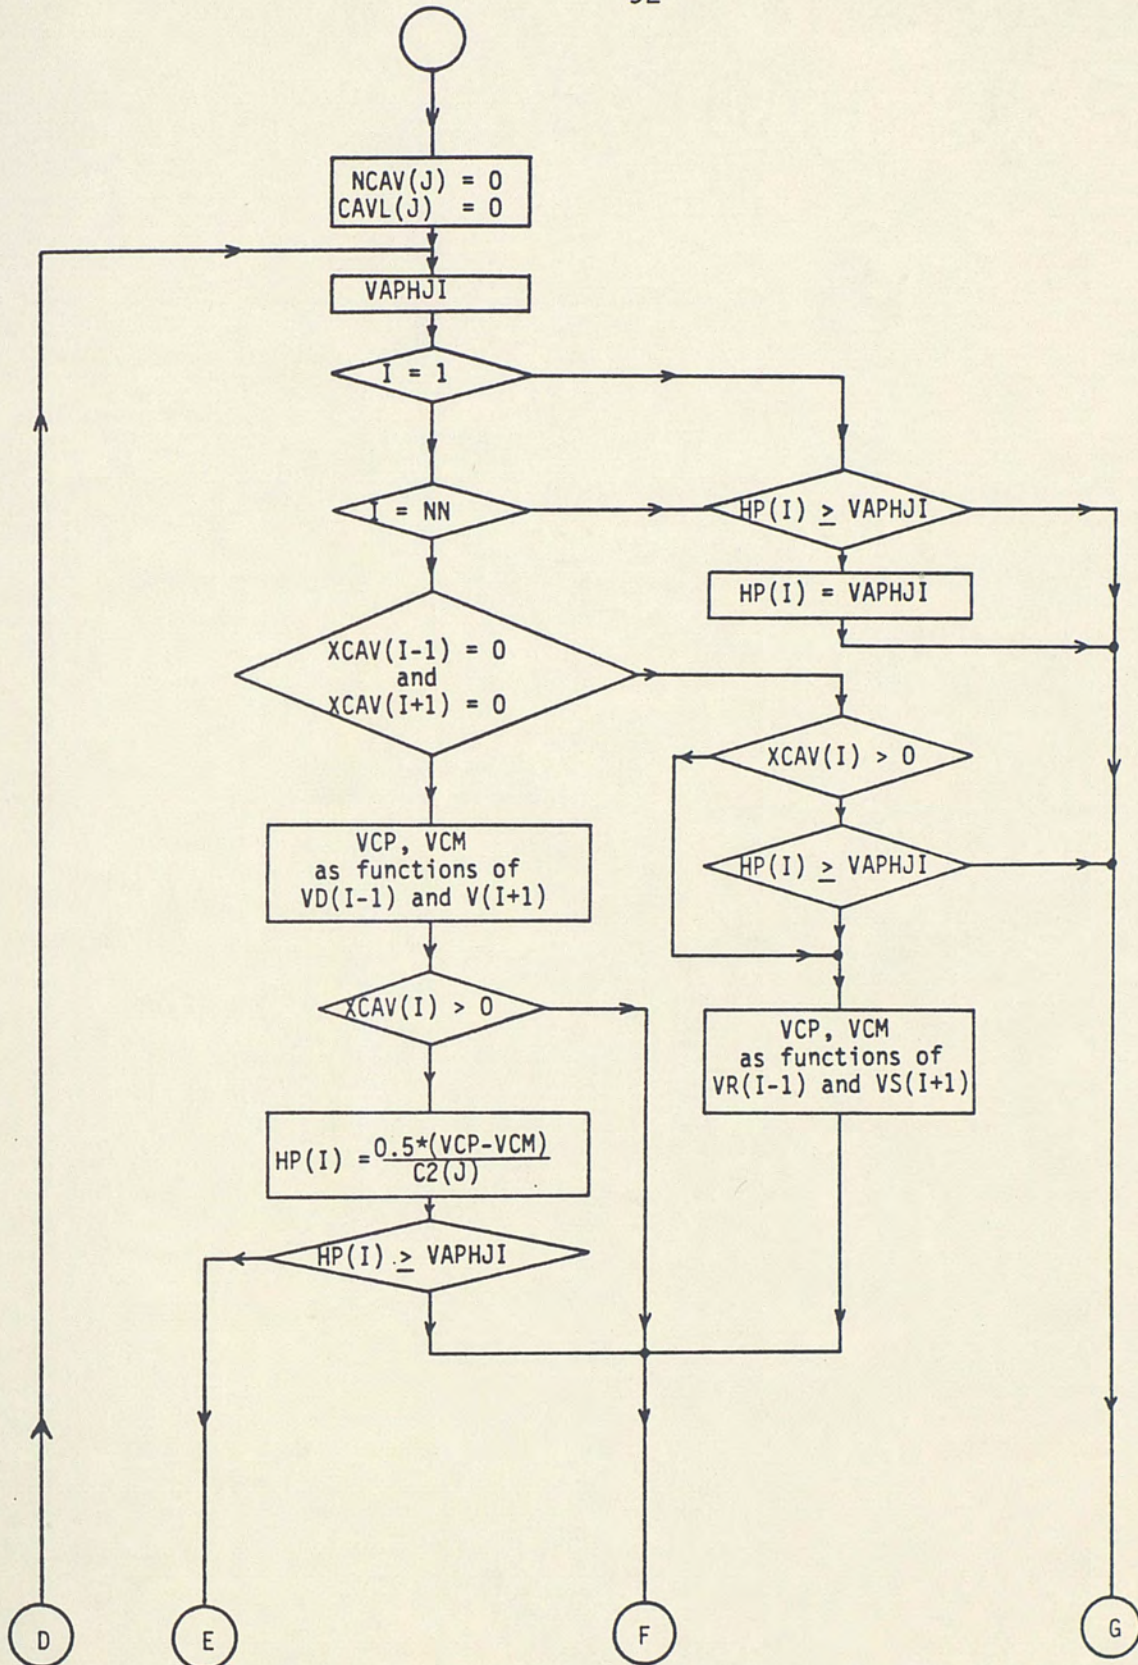 NCAV(J) = 0
CAVL(J) = 0
VAPHJI
I = 1
I = NN
HP(I) ≥ VAPHJI
HP(I) = VAPHJI
XCAV(I-1) = 0
and
XCAV(I+1) = 0
XCAV(I) > 0
HP(I) ≥ VAPHJI
VCP, VCM
as functions of
VD(I-1) and V(I+1)
XCAV(I) > 0
VCP, VCM
as functions of
VR(I-1) and VS(I+1)
HP(I) = 0.5*(VCP-VCM)
C2(J)
HP(I) ≥ VAPHJI
D
E
F
G